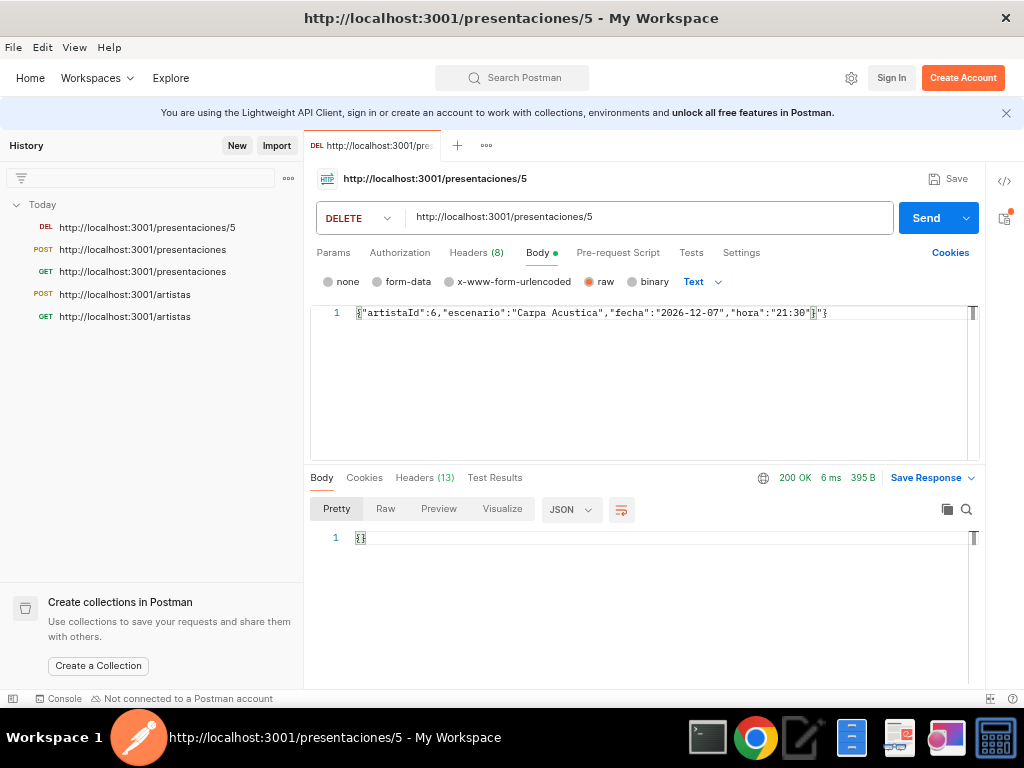 http://localhost:3001/presentaciones/5 - My Workspace
File Edit View Help
Home Workspaces Explore Search Postman Sign In Create Account
You are using the Lightweight API Client, sign in or create an account to work with collections, environments and unlock all free features in Postman.
History New Import
DEL http://localhost:3001/pre
http://localhost:3001/presentaciones/5 Save
Today
DEL http://localhost:3001/presentaciones/5
POST http://localhost:3001/presentaciones
GET http://localhost:3001/presentaciones
POST http://localhost:3001/artistas
GET http://localhost:3001/artistas
DELETE http://localhost:3001/presentaciones/5 Send
Params Authorization Headers (8) Body Pre-request Script Tests Settings Cookies
none form-data x-www-form-urlencoded raw binary Text
1 {"artistaId":6,"escenario":"Carpa Acustica","fecha":"2026-12-07","hora":"21:30"}"}
Body Cookies Headers (13) Test Results 200 OK 6 ms 395 B Save Response
Pretty Raw Preview Visualize JSON
1 {}
Create collections in Postman
Use collections to save your requests and share them
with others.
Create a Collection
Console Not connected to a Postman account
Workspace 1 http://localhost:3001/presentaciones/5 - My Workspace